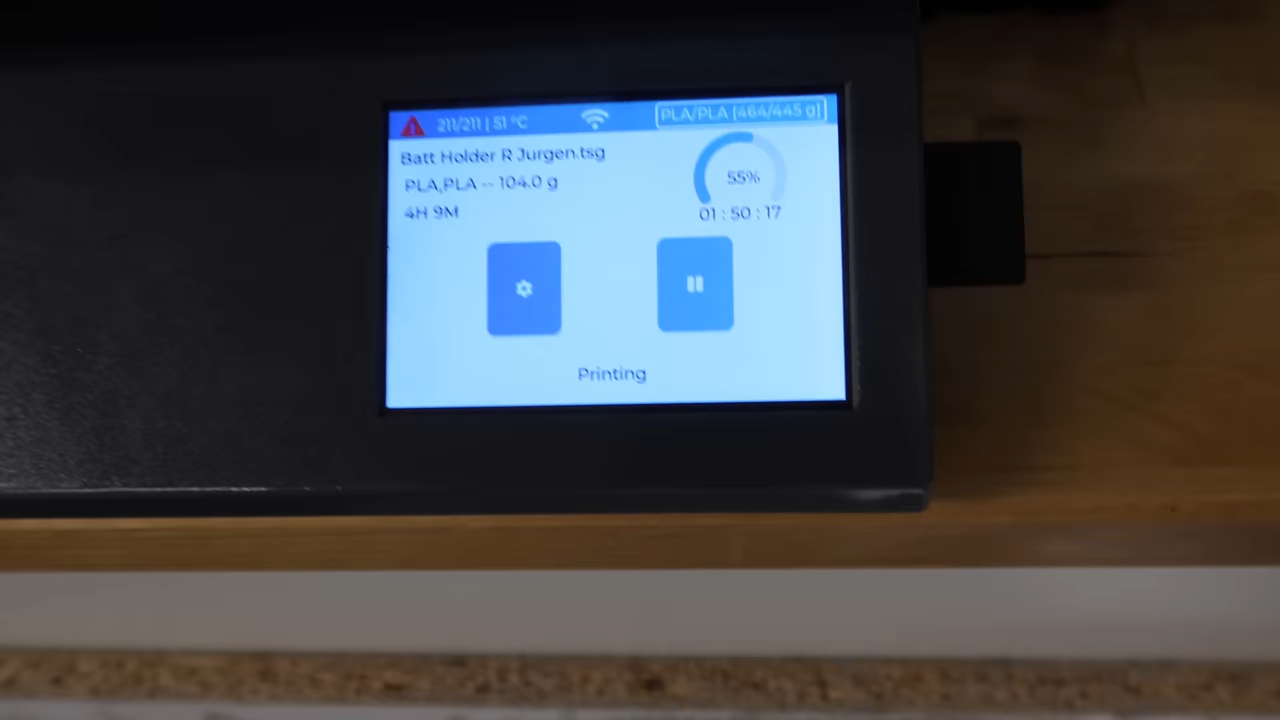 211/211 | 51 °C
PLA/PLA [464/445 g]
Batt Holder R Jurgen.tsg
PLA,PLA -- 104.0 g
55%
4H 9M
01 : 50 : 17
Printing